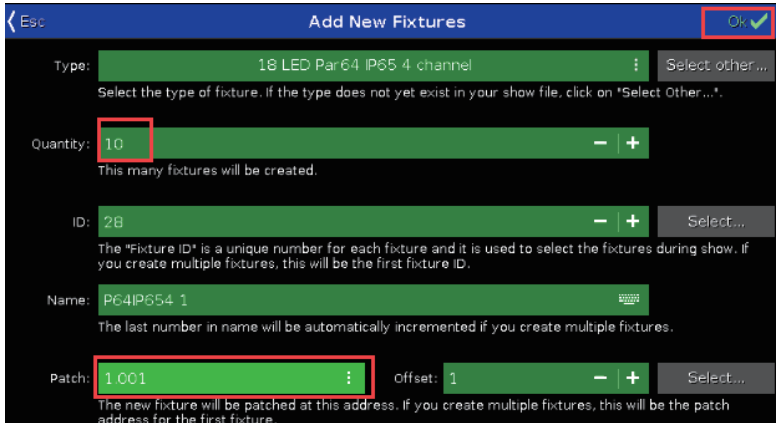 Esc Add New Fixtures Ok
Type: 18 LED Par64 IP65 4 channel Select other...
Select the type of fixture. If the type does not yet exist in your show file, click on "Select Other...".
Quantity: 10 − +
This many fixtures will be created.
ID: 28 − + Select...
The "Fixture ID" is a unique number for each fixture and it is used to select the fixtures during show. If
you create multiple fixtures, this will be the first fixture ID.
Name: P64IP654 1
The last number in name will be automatically incremented if you create multiple fixtures.
Patch: 1.001 Offset: 1 − + Select...
The new fixture will be patched at this address. If you create multiple fixtures, this will be the patch
address for the first fixture.